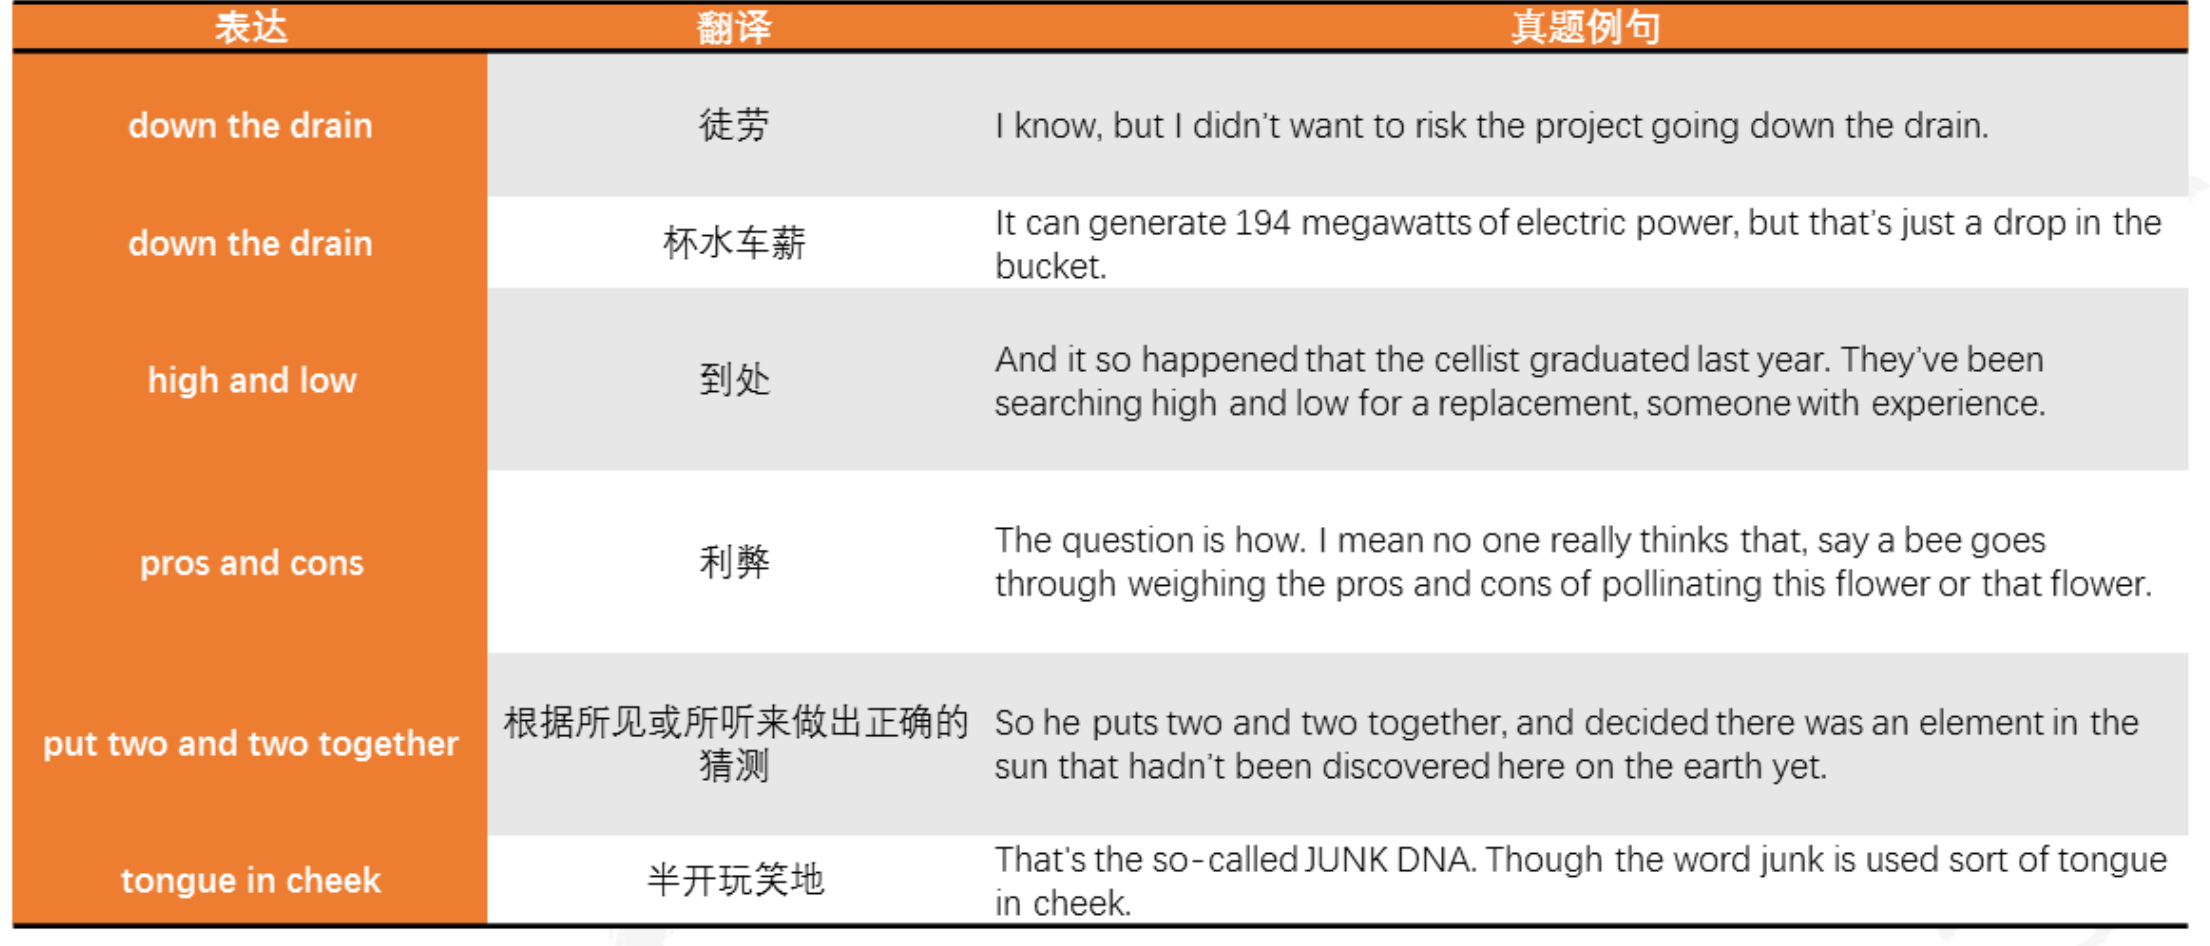 表达 翻译 真题例句
down the drain 徒劳 I know, but I didn't want to risk the project going down the drain.
down the drain 杯水车薪 It can generate 194 megawatts of electric power, but that's just a drop in the
bucket.
high and low 到处 And it so happened that the cellist graduated last year. They've been
searching high and low for a replacement, someone with experience.
pros and cons 利弊 The question is how. I mean no one really thinks that, say a bee goes
through weighing the pros and cons of pollinating this flower or that flower.
put two and two together 根据所见或所听来做出正确的
猜测 So he puts two and two together, and decided there was an element in the
sun that hadn't been discovered here on the earth yet.
tongue in cheek 半开玩笑地 That's the so-called JUNK DNA. Though the word junk is used sort of tongue
in cheek.